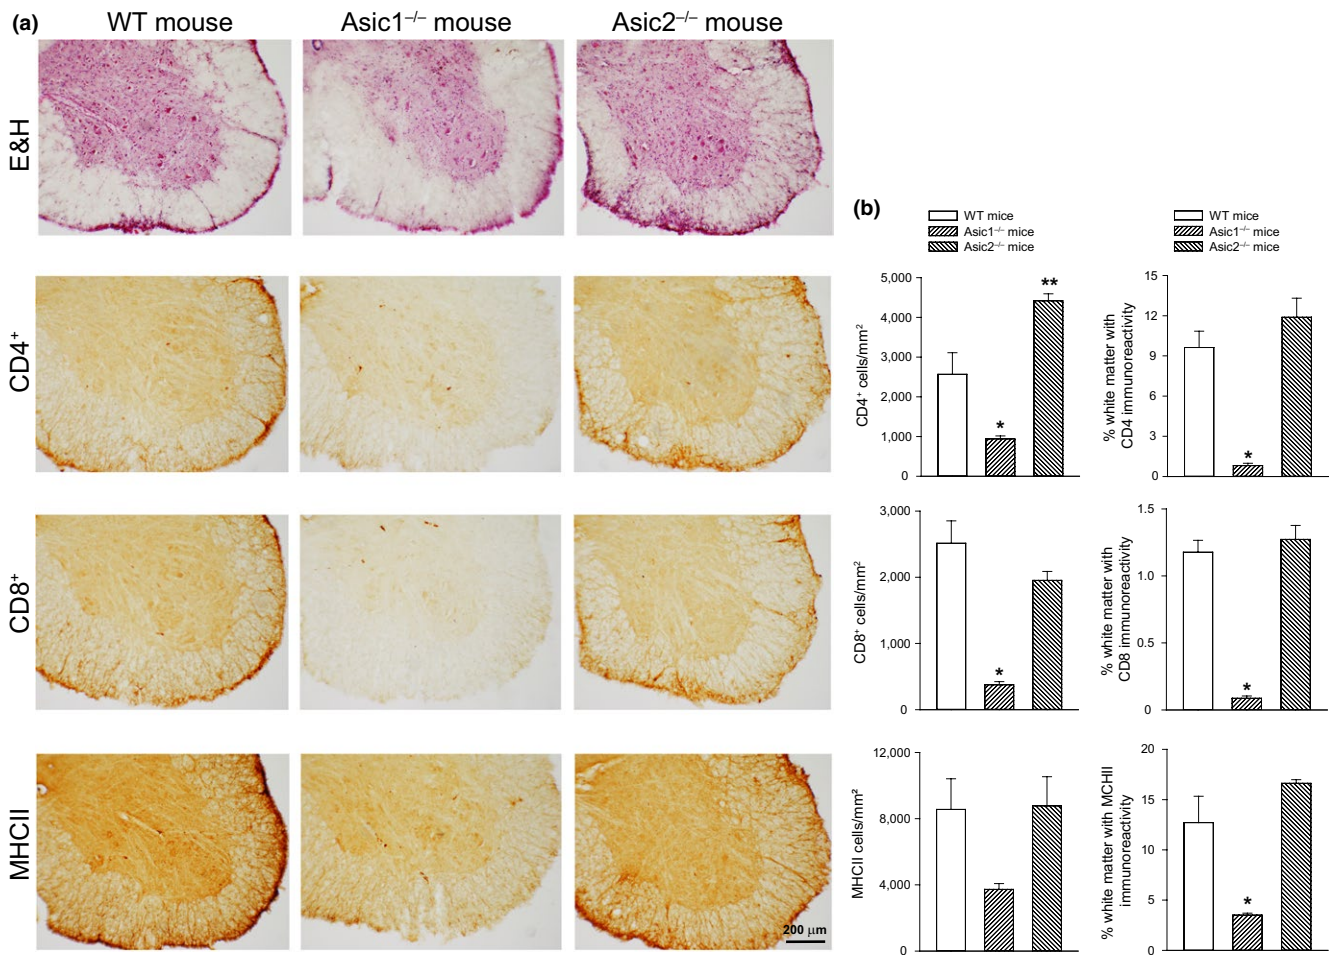 (a)
WT mouse
Asic1–/– mouse
Asic2–/– mouse
E&H
CD4+
CD8+
MHCII
200 μm
(b)
WT mice
Asic1–/– mice
Asic2–/– mice
WT mice
Asic1–/– mice
Asic2–/– mice
CD4+ cells/mm2
5,000
4,000
3,000
2,000
1,000
0
*
**
% white matter with
CD4 immunoreactivity
15
12
9
6
3
0
*
CD8+ cells/mm2
3,000
2,000
1,000
0
*
% white matter with
CD8 immunoreactivity
1.5
1.0
0.5
0
*
MHCII cells/mm2
12,000
8,000
4,000
0
% white matter with MCHII
immunoreactivity
20
15
10
5
0
*